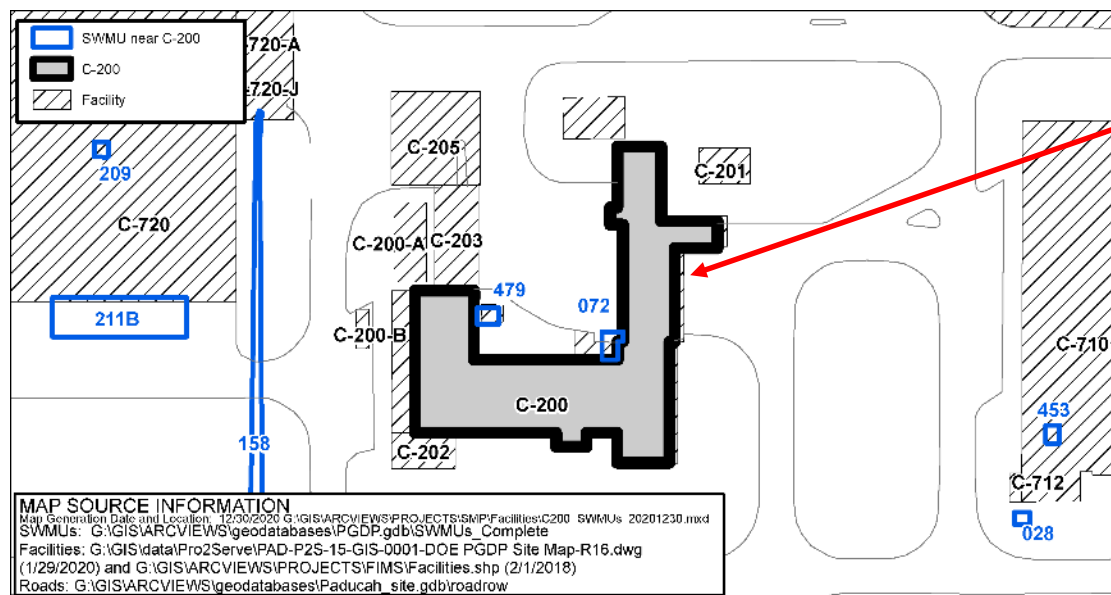 SWMU near C-200
C-200
Facility
-720-A
-720-J
209
C-720
211B
158
C-205
C-200-A
C-203
C-201
479
072
C-200-B
C-200
C-202
C-710
453
C-712
028
MAP SOURCE INFORMATION
Map Generation Date and Location: 12/30/2020 G:\GIS\ARCVIEWS\PROJECTS\SMP\Facilities\C200_SWMUs_20201230.mxd
SWMUs: G:\GIS\ARCVIEWS\geodatabases\PGDP.gdb\SWMUs_Complete
Facilities: G:\GIS\data\Pro2Serve\PAD-P2S-15-GIS-0001-DOE PGDP Site Map-R16.dwg
(1/29/2020) and G:\GIS\ARCVIEWS\PROJECTS\FIMS\Facilities.shp (2/1/2018)
Roads: G:\GIS\ARCVIEWS\geodatabases\Paducah_site.gdb\roadrow